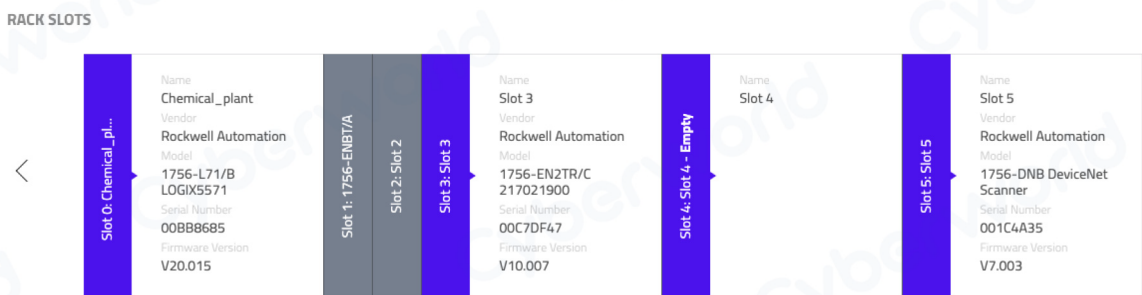 RACK SLOTS
Slot 0: Chemical_pl...
Name
Chemical_plant
Vendor
Rockwell Automation
Model
1756-L71/B
LOGIX5571
Serial Number
00BB8685
Firmware Version
V20.015
Slot 1: 1756-ENBT/A
Slot 2: Slot 2
Slot 3: Slot 3
Name
Slot 3
Vendor
Rockwell Automation
Model
1756-EN2TR/C
217021900
Serial Number
00C7DF47
Firmware Version
V10.007
Slot 4: Slot 4 - Empty
Name
Slot 4
Slot 5: Slot 5
Name
Slot 5
Vendor
Rockwell Automation
Model
1756-DNB DeviceNet
Scanner
Serial Number
001C4A35
Firmware Version
V7.003
Cyberworld